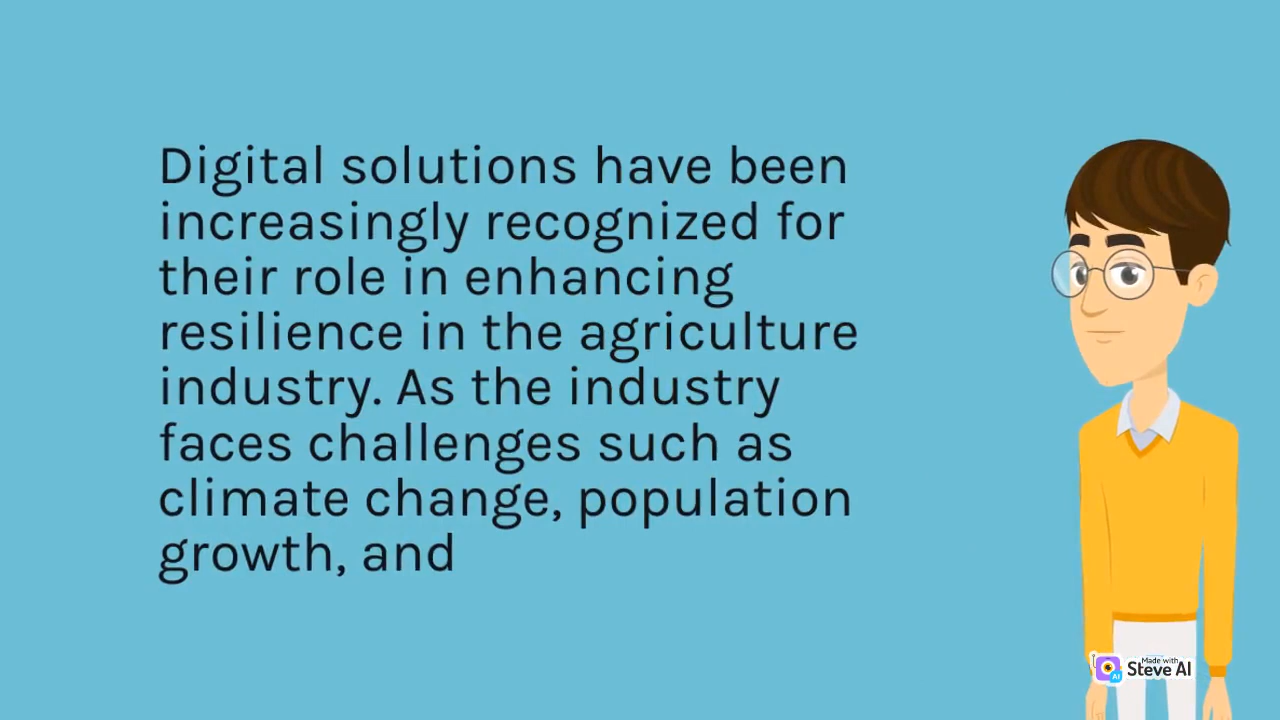 Digital solutions have been
increasingly recognized for
their role in enhancing
resilience in the agriculture
industry. As the industry
faces challenges such as
climate change, population
growth, and
Made with
Steve AI
AI